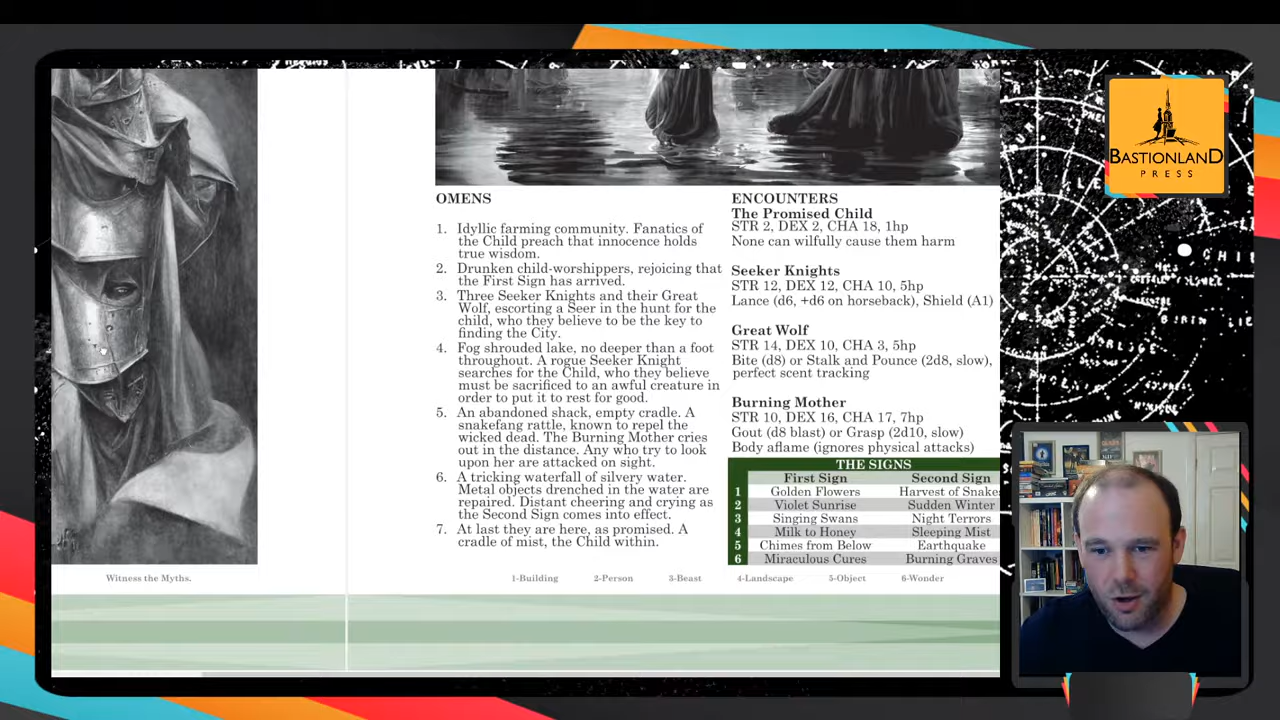 OMENS
1. Idyllic farming community. Fanatics of
the Child preach that innocence holds
true wisdom.
2. Drunken child-worshippers, rejoicing that
the First Sign has arrived.
3. Three Seeker Knights and their Great
Wolf, escorting a Seer in the hunt for the
child, who they believe to be the key to
finding the City.
4. Fog shrouded lake, no deeper than a foot
throughout. A rogue Seeker Knight
searches for the Child, who they believe
must be sacrificed to an awful creature in
order to put it to rest for good.
5. An abandoned shack, empty cradle. A
snakefang rattle, known to repel the
wicked dead. The Burning Mother cries
out in the distance. Any who try to look
upon her are attacked on sight.
6. A tricking waterfall of silvery water.
Metal objects drenched in the water are
repaired. Distant cheering and crying as
the Second Sign comes into effect.
7. At last they are here, as promised. A
cradle of mist, the Child within.
ENCOUNTERS
The Promised Child
STR 2, DEX 2, CHA 18, 1hp
None can wilfully cause them harm
Seeker Knights
STR 12, DEX 12, CHA 10, 5hp
Lance (d6, +d6 on horseback), Shield (A1)
Great Wolf
STR 14, DEX 10, CHA 3, 5hp
Bite (d8) or Stalk and Pounce (2d8, slow),
perfect scent tracking
Burning Mother
STR 10, DEX 16, CHA 17, 7hp
Gout (d8 blast) or Grasp (2d10, slow)
Body aflame (ignores physical attacks)
THE SIGNS
First Sign Second Sign
1 Golden Flowers Harvest of Snake
2 Violet Sunrise Sudden Winter
3 Singing Swans Night Terrors
4 Milk to Honey Sleeping Mist
5 Chimes from Below Earthquake
6 Miraculous Cures Burning Graves
Witness the Myths.
1-Building 2-Person 3-Beast 4-Landscape 5-Object 6-Wonder
BASTIONLAND
PRESS